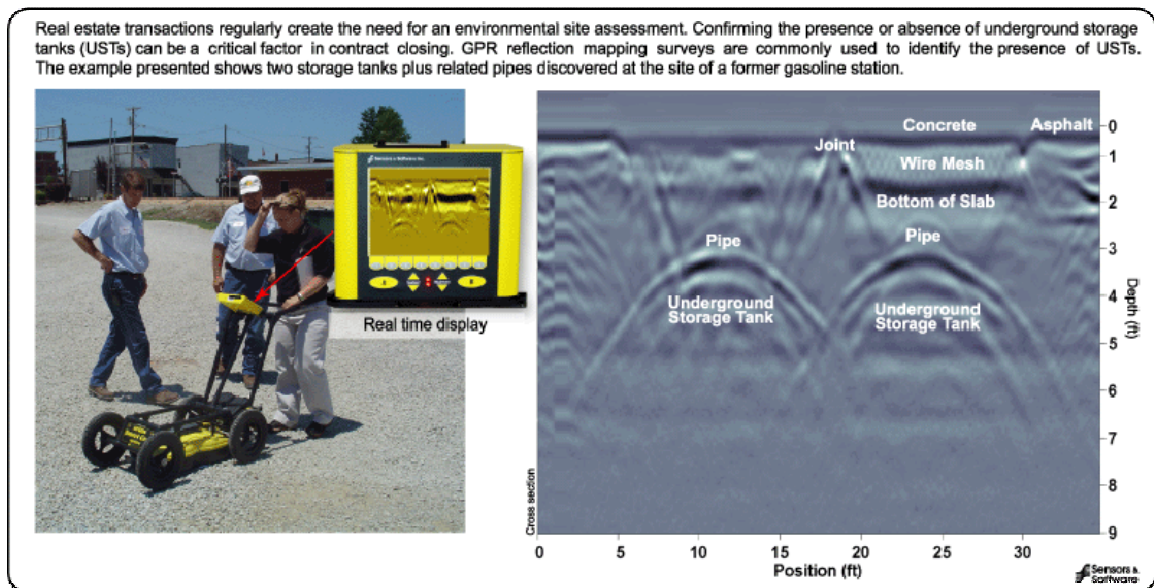 Real estate transactions regularly create the need for an environmental site assessment. Confirming the presence or absence of underground storage
tanks (USTs) can be a critical factor in contract closing. GPR reflection mapping surveys are commonly used to identify the presence of USTs.
The example presented shows two storage tanks plus related pipes discovered at the site of a former gasoline station.
Sensors & Software Inc.
Real time display
Concrete
Asphalt
Joint
Wire Mesh
Bottom of Slab
Pipe
Pipe
Underground
Storage Tank
Underground
Storage Tank
0
1
2
3
4
5
6
7
8
9
Depth (ft)
Cross section
0 5 10 15 20 25 30
Position (ft)
Sensors &
Software